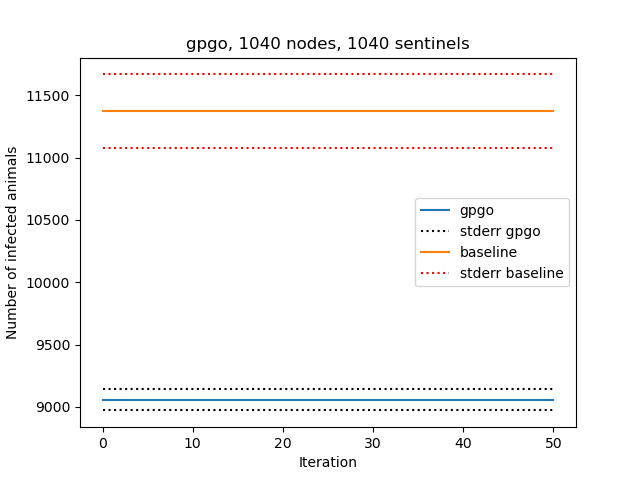 gpgo, 1040 nodes, 1040 sentinels
Number of infected animals
11500
11000
10500
10000
9500
9000
gpgo
stderr gpgo
baseline
stderr baseline
0 10 20 30 40 50
Iteration